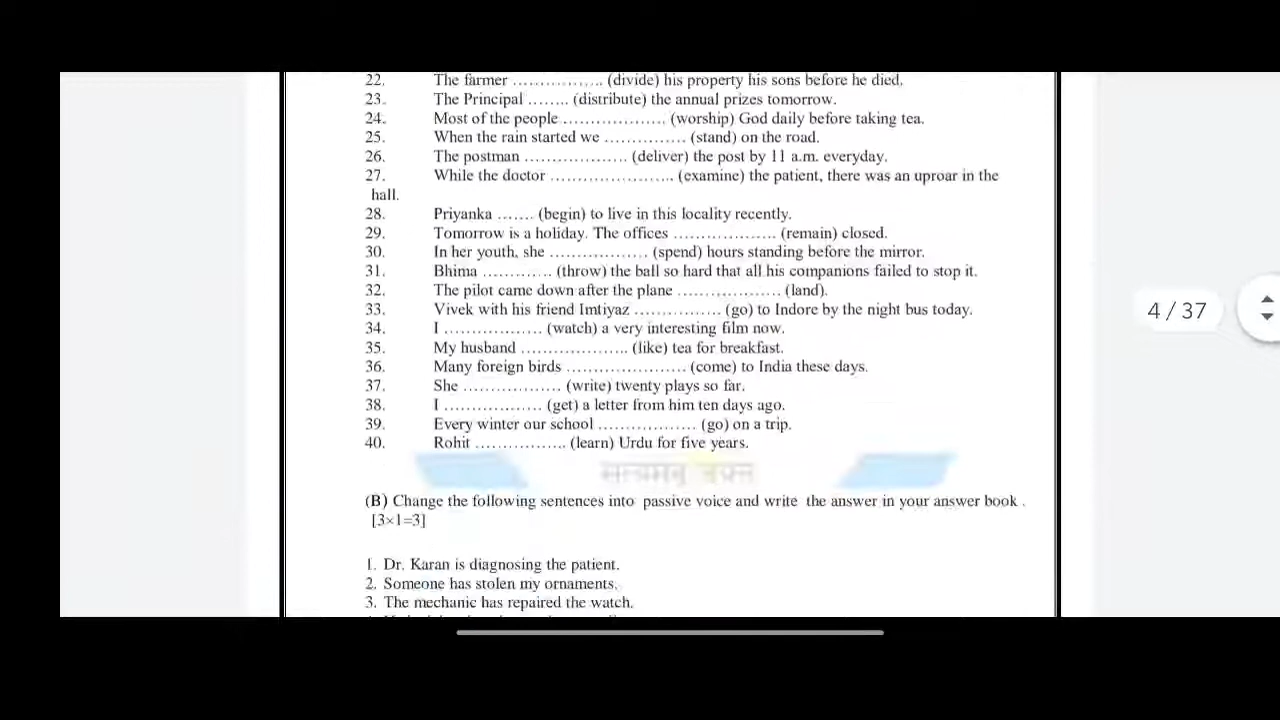 22. The farmer ................. (divide) his property his sons before he died.
23. The Principal ........ (distribute) the annual prizes tomorrow.
24. Most of the people .................... (worship) God daily before taking tea.
25. When the rain started we ................ (stand) on the road.
26. The postman .................... (deliver) the post by 11 a.m. everyday.
27. While the doctor ........................ (examine) the patient, there was an uproar in the
hall.
28. Priyanka ....... (begin) to live in this locality recently.
29. Tomorrow is a holiday. The offices .................... (remain) closed.
30. In her youth, she ................... (spend) hours standing before the mirror.
31. Bhima ............. (throw) the ball so hard that all his companions failed to stop it.
32. The pilot came down after the plane .................... (land).
33. Vivek with his friend Imtiyaz ................. (go) to Indore by the night bus today.
34. I ................... (watch) a very interesting film now.
35. My husband ..................... (like) tea for breakfast.
36. Many foreign birds ....................... (come) to India these days.
37. She ................... (write) twenty plays so far.
38. I ................... (get) a letter from him ten days ago.
39. Every winter our school ................... (go) on a trip.
40. Rohit .................. (learn) Urdu for five years.
(B) Change the following sentences into passive voice and write the answer in your answer book .
[3×1=3]
1. Dr. Karan is diagnosing the patient.
2. Someone has stolen my ornaments.
3. The mechanic has repaired the watch.
4 / 37